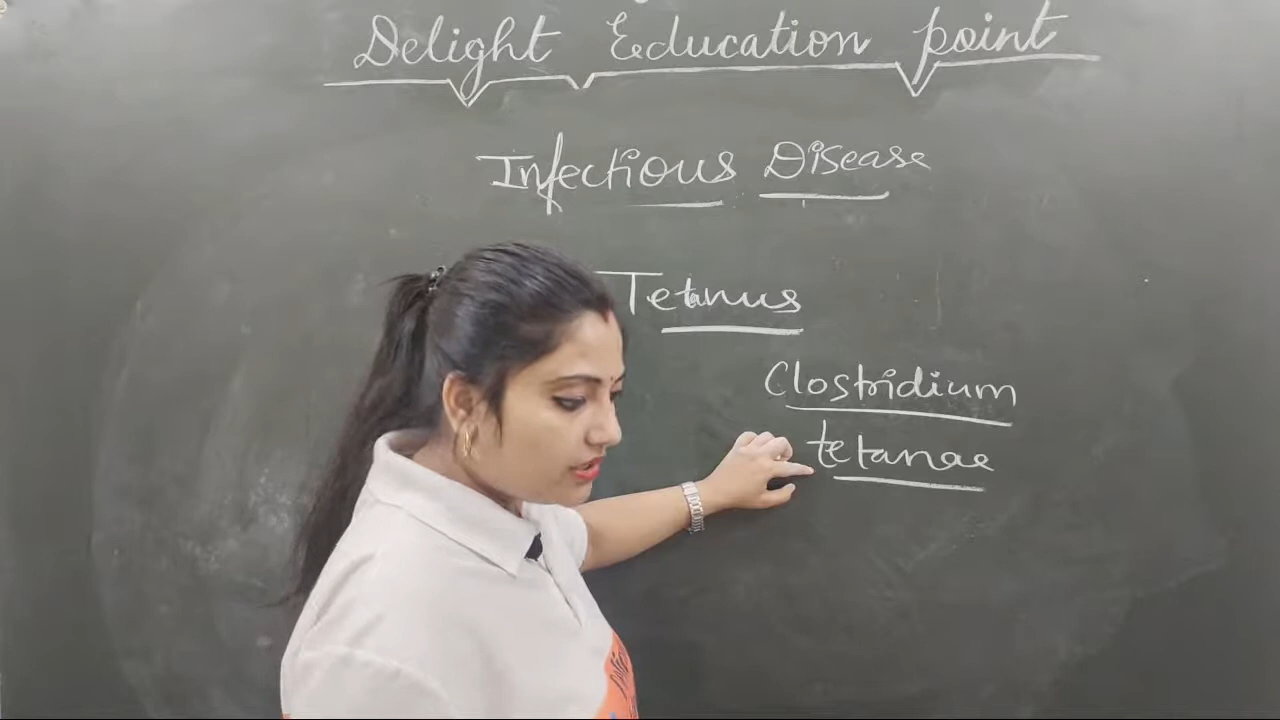 Delight Education point
Infectious Disease
Tetanus
Clostridium
tetanae